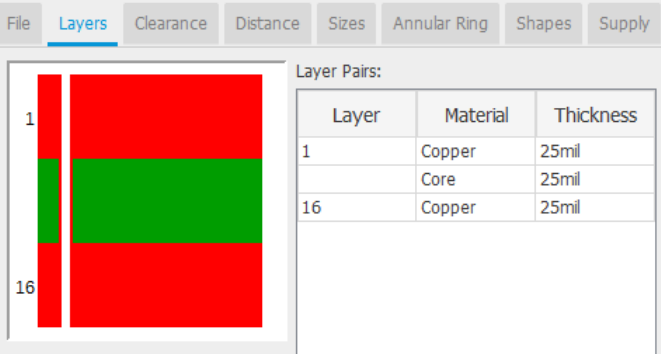 File Layers Clearance Distance Sizes Annular Ring Shapes Supply
Layer Pairs:
Layer Material Thickness
1
1 Copper 25mil
Core 25mil
16 Copper 25mil
16